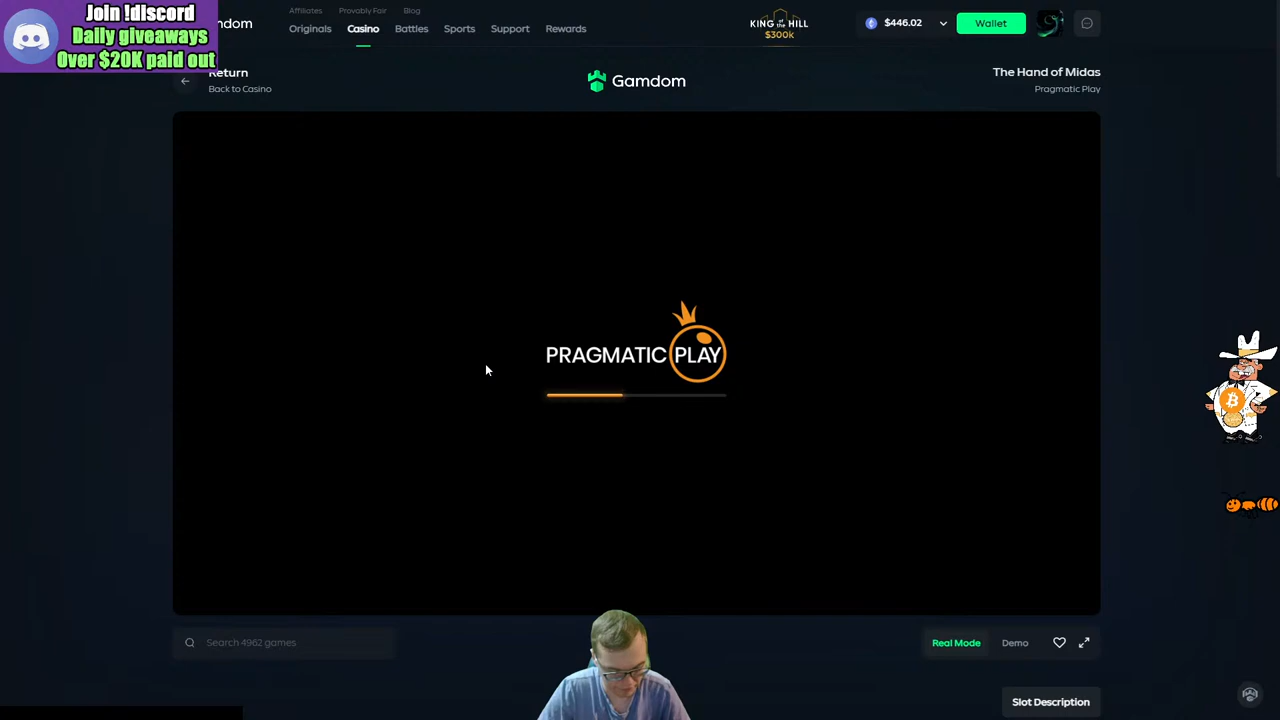 Join !discord
Daily giveaways
Over $20K paid out
mdom
Affiliates
Provably Fair
Blog
Originals
Casino
Battles
Sports
Support
Rewards
KING of the HILL
$300k
$446.02
Wallet
Return
Back to Casino
Gamdom
The Hand of Midas
Pragmatic Play
PRAGMATIC PLAY
Search 4962 games
Real Mode
Demo
Slot Description